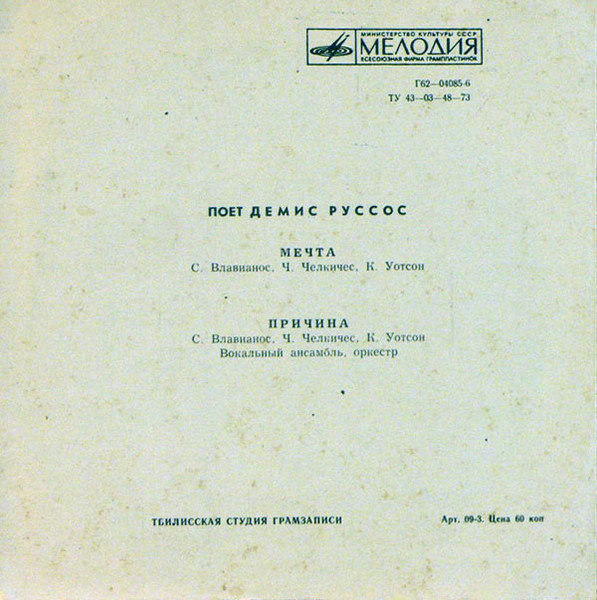 МИНИСТЕРСТВО КУЛЬТУРЫ СССР
МЕЛОДИЯ
ВСЕСОЮЗНАЯ ФИРМА ГРАМПЛАСТИНОК
Г62—04085-6
ТУ 43—03—48—73
ПОЕТ ДЕМИС РУССОС
МЕЧТА
С. Влавианос, Ч. Челкичес, К. Уотсон
ПРИЧИНА
С. Влавианос, Ч. Челкичес, К. Уотсон
Вокальный ансамбль, оркестр
ТБИЛИССКАЯ СТУДИЯ ГРАМЗАПИСИ
Арт. 09-3. Цена 60 коп